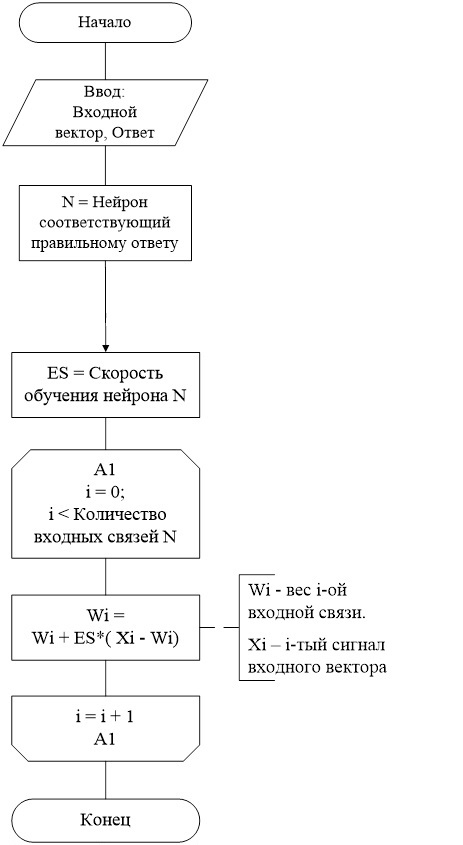 Начало
Ввод:
Входной
вектор, Ответ
N = Нейрон
соответствующий
правильному ответу
ES = Скорость
обучения нейрона N
A1
i = 0;
i < Количество
входных связей N
Wi =
Wi + ES*( Xi - Wi)
Wi - вес i-ой
входной связи.
Xi – i-тый сигнал
входного вектора
i = i + 1
A1
Конец